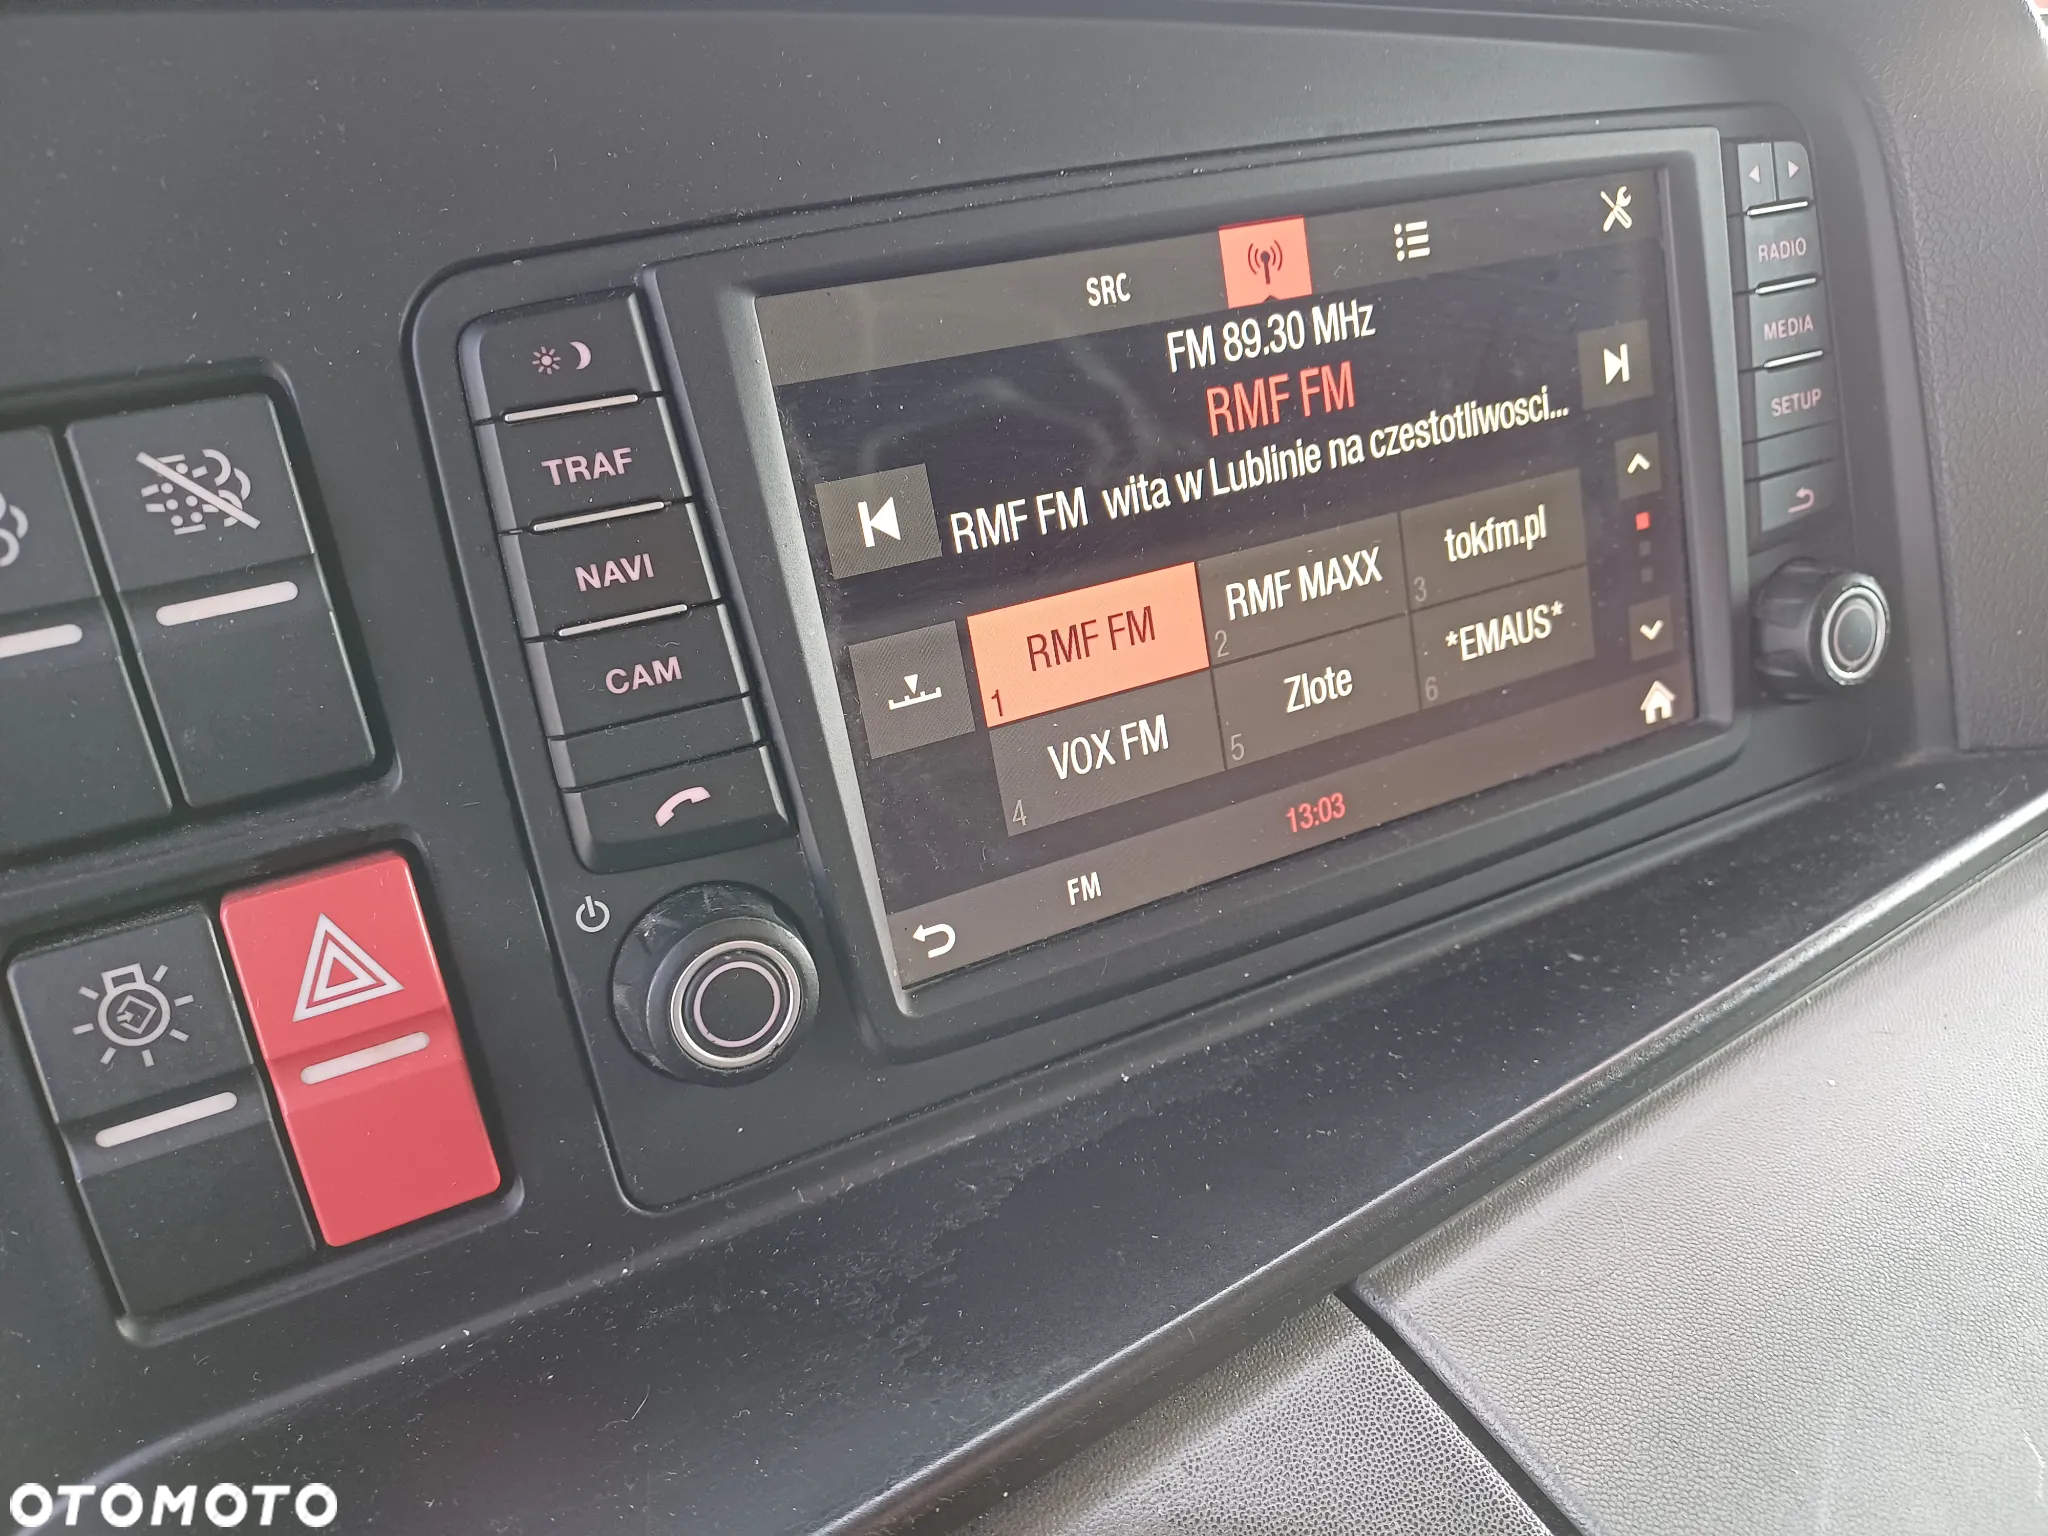 SRC
FM 89.30 MHz
RMF FM
RMF FM wita w Lublinie na czestotliwosci...
1 RMF FM
2 RMF MAXX
3 tokfm.pl
4 VOX FM
5 Zlote
6 *EMAUS*
FM
13:03
TRAF
NAVI
CAM
RADIO
MEDIA
SETUP
OTOMOTO